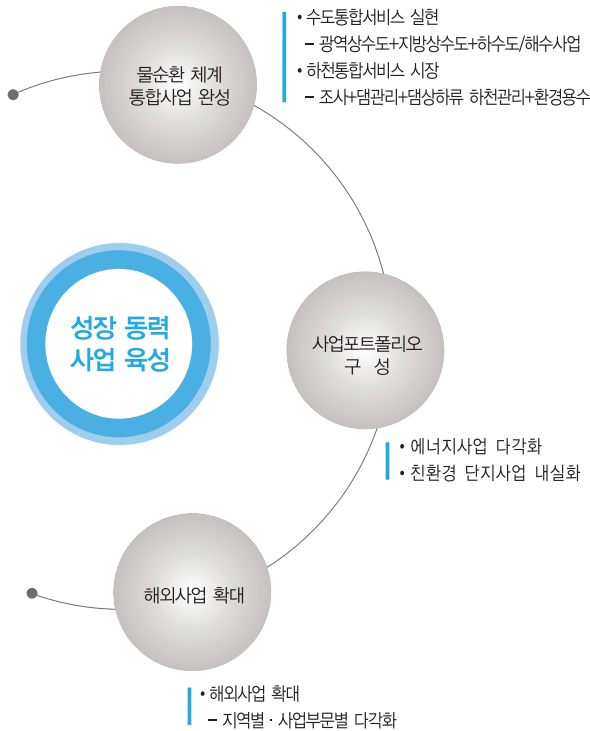 • 수도통합서비스 실현
– 광역상수도+지방상수도+하수도/해수사업
• 하천통합서비스 시장
– 조사+댐관리+댐상하류 하천관리+환경용수
물순환 체계
통합사업 완성
성장 동력
사업 육성
사업포트폴리오
구 성
• 에너지사업 다각화
• 친환경 단지사업 내실화
해외사업 확대
• 해외사업 확대
– 지역별 · 사업부문별 다각화